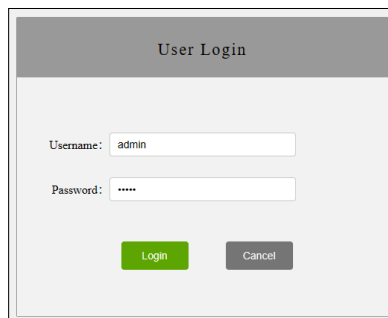 User Login
Username: admin
Password: •••••
Login Cancel